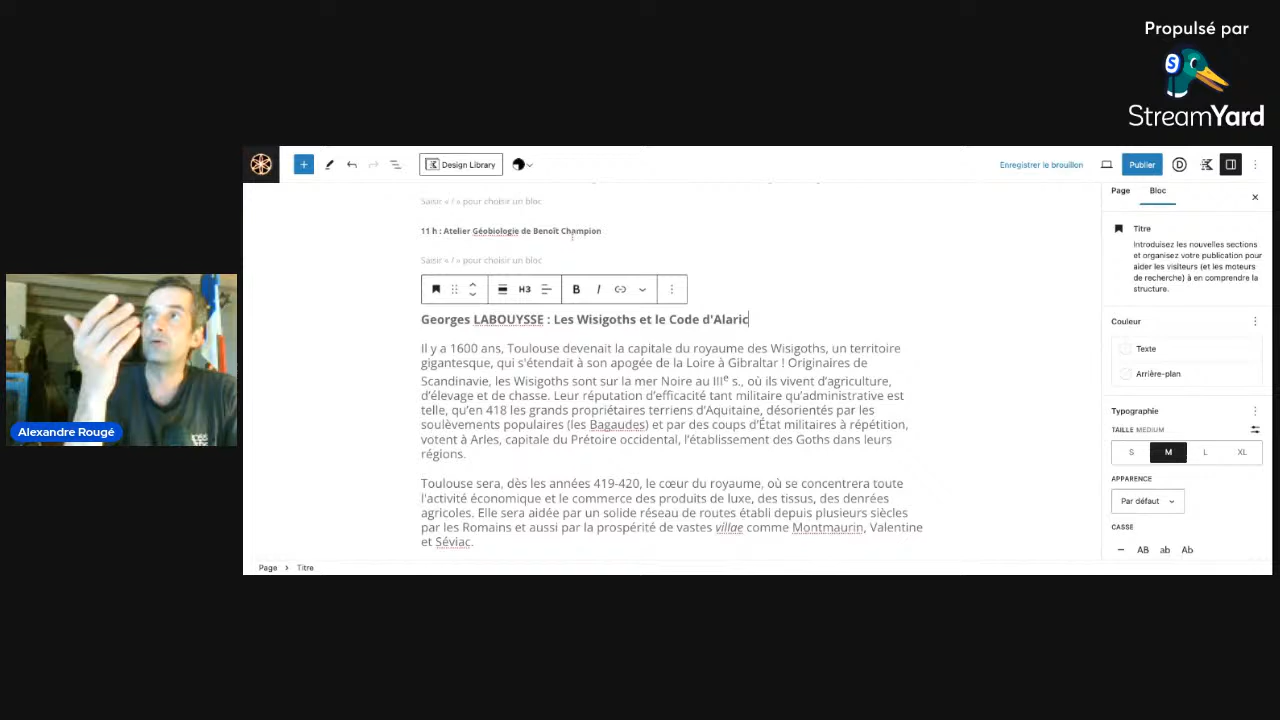 Propulsé par
S
StreamYard
Design Library
Enregistrer le brouillon
Publier
Saisir « / » pour choisir un bloc
11 h : Atelier Géobiologie de Benoît Champion
Saisir « / » pour choisir un bloc
H3
B I
Georges LABOUYSSE : Les Wisigoths et le Code d'Alaric
Il y a 1600 ans, Toulouse devenait la capitale du royaume des Wisigoths, un territoire
gigantesque, qui s'étendait à son apogée de la Loire à Gibraltar ! Originaires de
Scandinavie, les Wisigoths sont sur la mer Noire au IIIe s., où ils vivent d'agriculture,
d'élevage et de chasse. Leur réputation d'efficacité tant militaire qu'administrative est
telle, qu'en 418 les grands propriétaires terriens d'Aquitaine, désorientés par les
soulèvements populaires (les Bagaudes) et par des coups d'État militaires à répétition,
votent à Arles, capitale du Prétoire occidental, l'établissement des Goths dans leurs
régions.
Toulouse sera, dès les années 419-420, le cœur du royaume, où se concentrera toute
l'activité économique et le commerce des produits de luxe, des tissus, des denrées
agricoles. Elle sera aidée par un solide réseau de routes établi depuis plusieurs siècles
par les Romains et aussi par la prospérité de vastes villae comme Montmaurin, Valentine
et Séviac.
Page Bloc
Titre
Introduisez les nouvelles sections
et organisez votre publication pour
aider les visiteurs (et les moteurs
de recherche) à en comprendre la
structure.
Couleur
Texte
Arrière-plan
Typographie
TAILLE MEDIUM
S M L XL
APPARENCE
Par défaut
CASSE
– AB ab Ab
Page > Titre
Alexandre Rougé